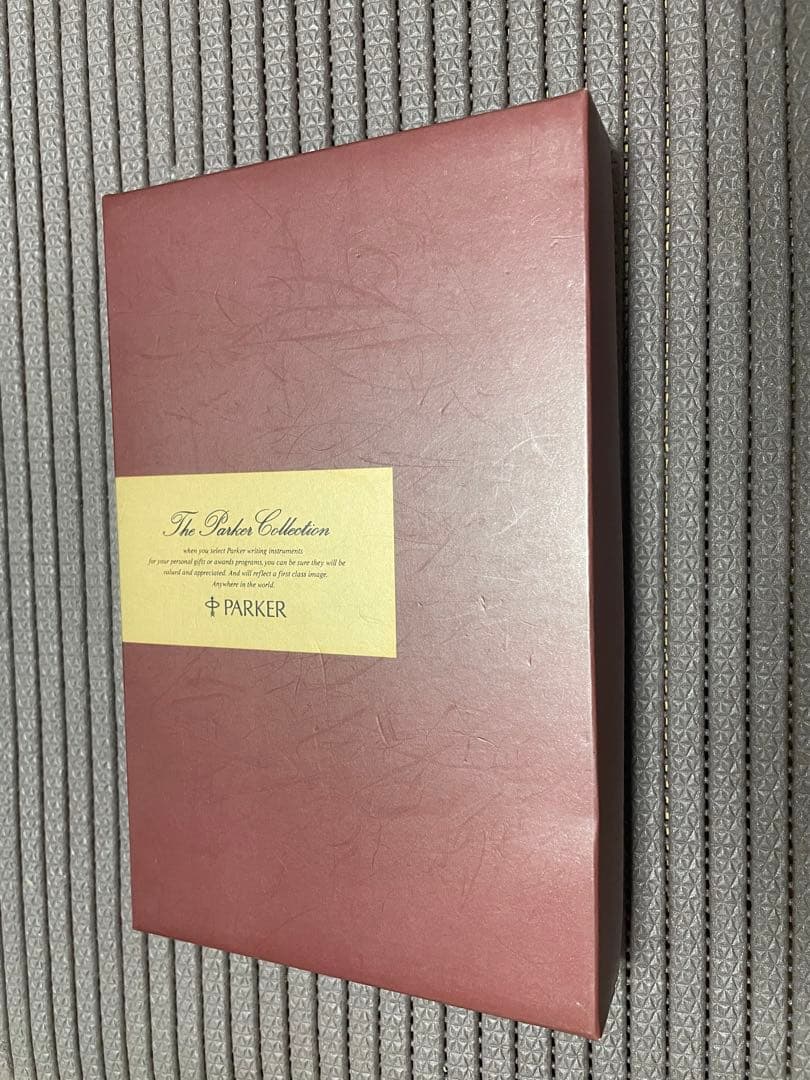 The Parker Collection
when you select Parker writing instruments
for your personal gifts or awards programs, you can be sure they will be
valued and appreciated. And will reflect a first class image.
Anywhere in the world.
PARKER